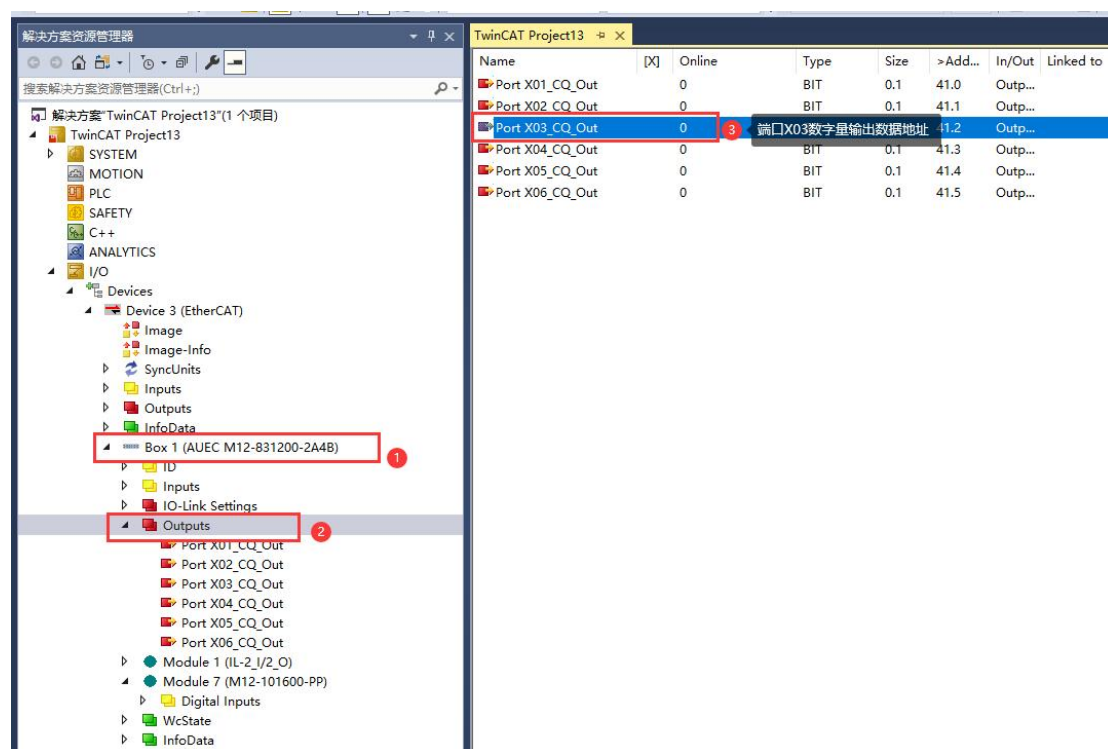 解决方案资源管理器
TwinCAT Project13
搜索解决方案资源管理器(Ctrl+;)
Name [X] Online Type Size >Add... In/Out Linked to
Port X01_CQ_Out 0 BIT 0.1 41.0 Outp...
Port X02_CQ_Out 0 BIT 0.1 41.1 Outp...
Port X03_CQ_Out 0 3 端口X03数字量输出数据地址 41.2 Outp...
Port X04_CQ_Out 0 BIT 0.1 41.3 Outp...
Port X05_CQ_Out 0 BIT 0.1 41.4 Outp...
Port X06_CQ_Out 0 BIT 0.1 41.5 Outp...
解决方案"TwinCAT Project13"(1 个项目)
TwinCAT Project13
SYSTEM
MOTION
PLC
SAFETY
C++
ANALYTICS
I/O
Devices
Device 3 (EtherCAT)
Image
Image-Info
SyncUnits
Inputs
Outputs
InfoData
Box 1 (AUEC M12-831200-2A4B) 1
ID
Inputs
IO-Link Settings
Outputs 2
Port X01_CQ_Out
Port X02_CQ_Out
Port X03_CQ_Out
Port X04_CQ_Out
Port X05_CQ_Out
Port X06_CQ_Out
Module 1 (IL-2_I/2_O)
Module 7 (M12-101600-PP)
Digital Inputs
WcState
InfoData